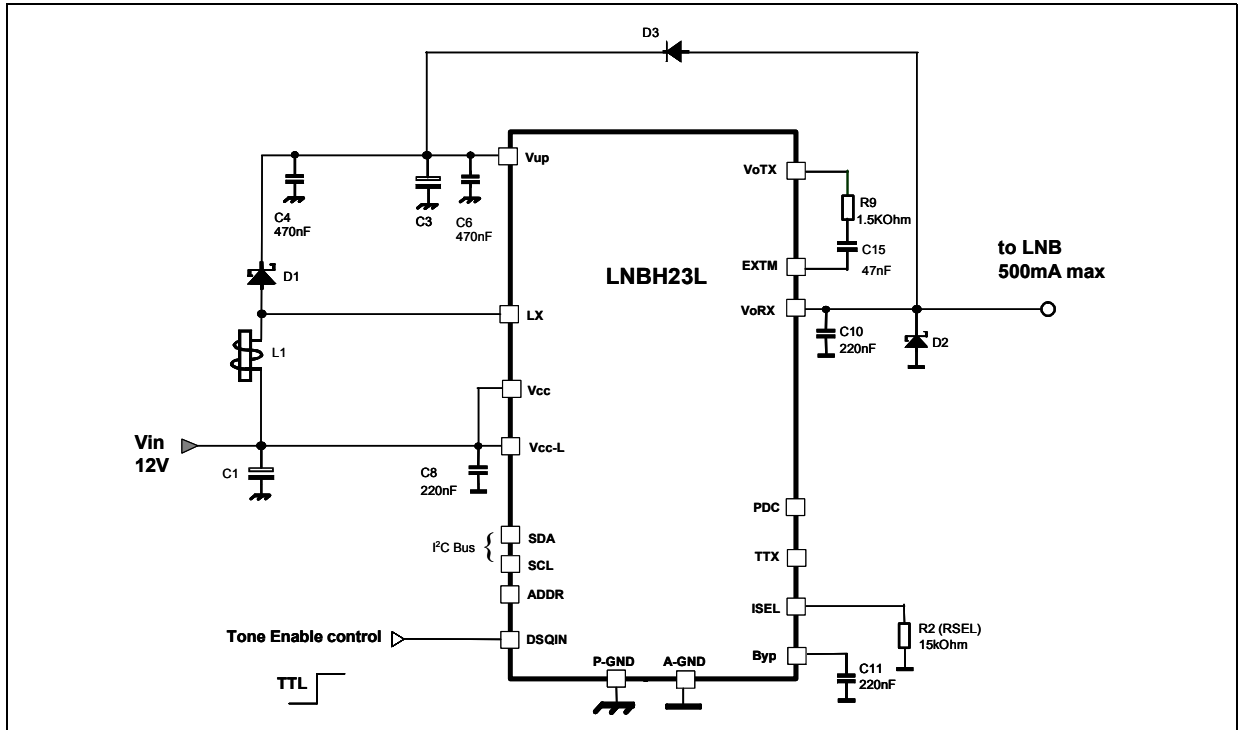 D3
Vup
VoTX
C4
470nF
C3
C6
470nF
R9
1.5KOhm
C15
47nF
to LNB
500mA max
D1
LNBH23L
EXTM
LX
VoRX
C10
220nF
D2
L1
Vcc
Vin
12V
Vcc-L
C1
C8
220nF
PDC
I²C Bus {
SDA
SCL
TTX
ADDR
ISEL
R2 (RSEL)
15kOhm
Tone Enable control
DSQIN
Byp
P-GND A-GND
C11
220nF
TTL